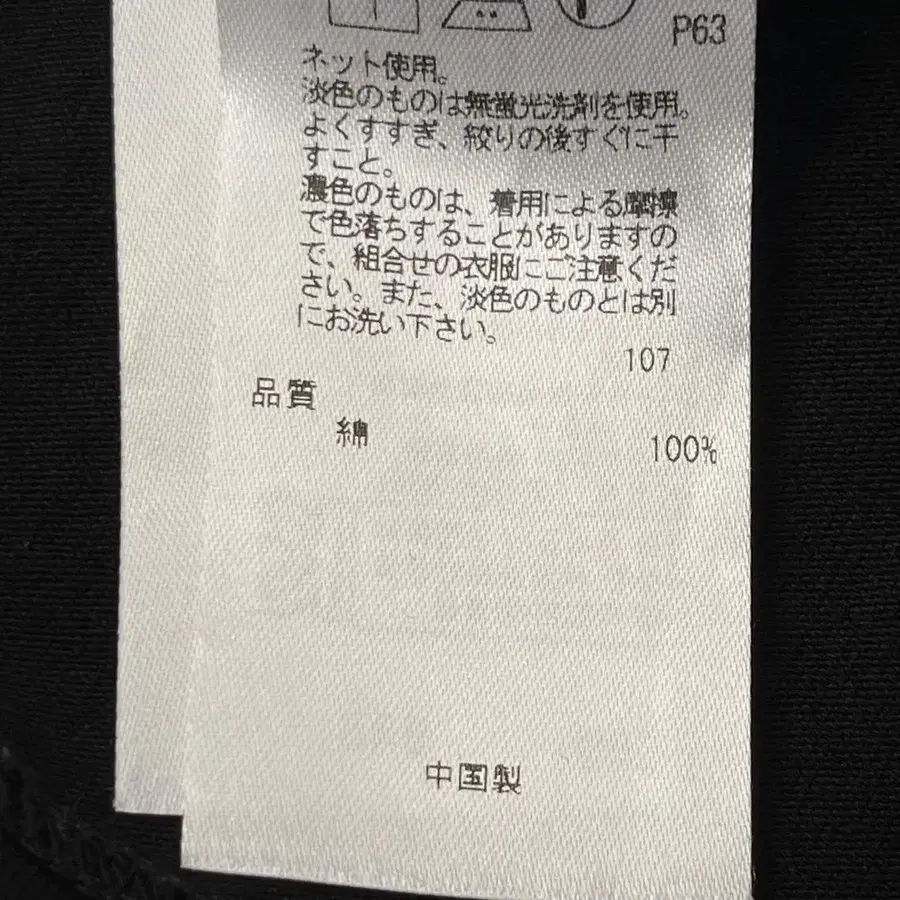 P63
ネット使用。
淡色のものは無蛍光洗剤を使用。
よくすすぎ、絞りの後すぐに干
すこと。
濃色のものは、着用による摩擦
で色落ちすることがありますの
で、組合せの衣服にご注意くだ
さい。また、淡色のものとは別
にお洗い下さい。
107
品質
綿 100%
中国製